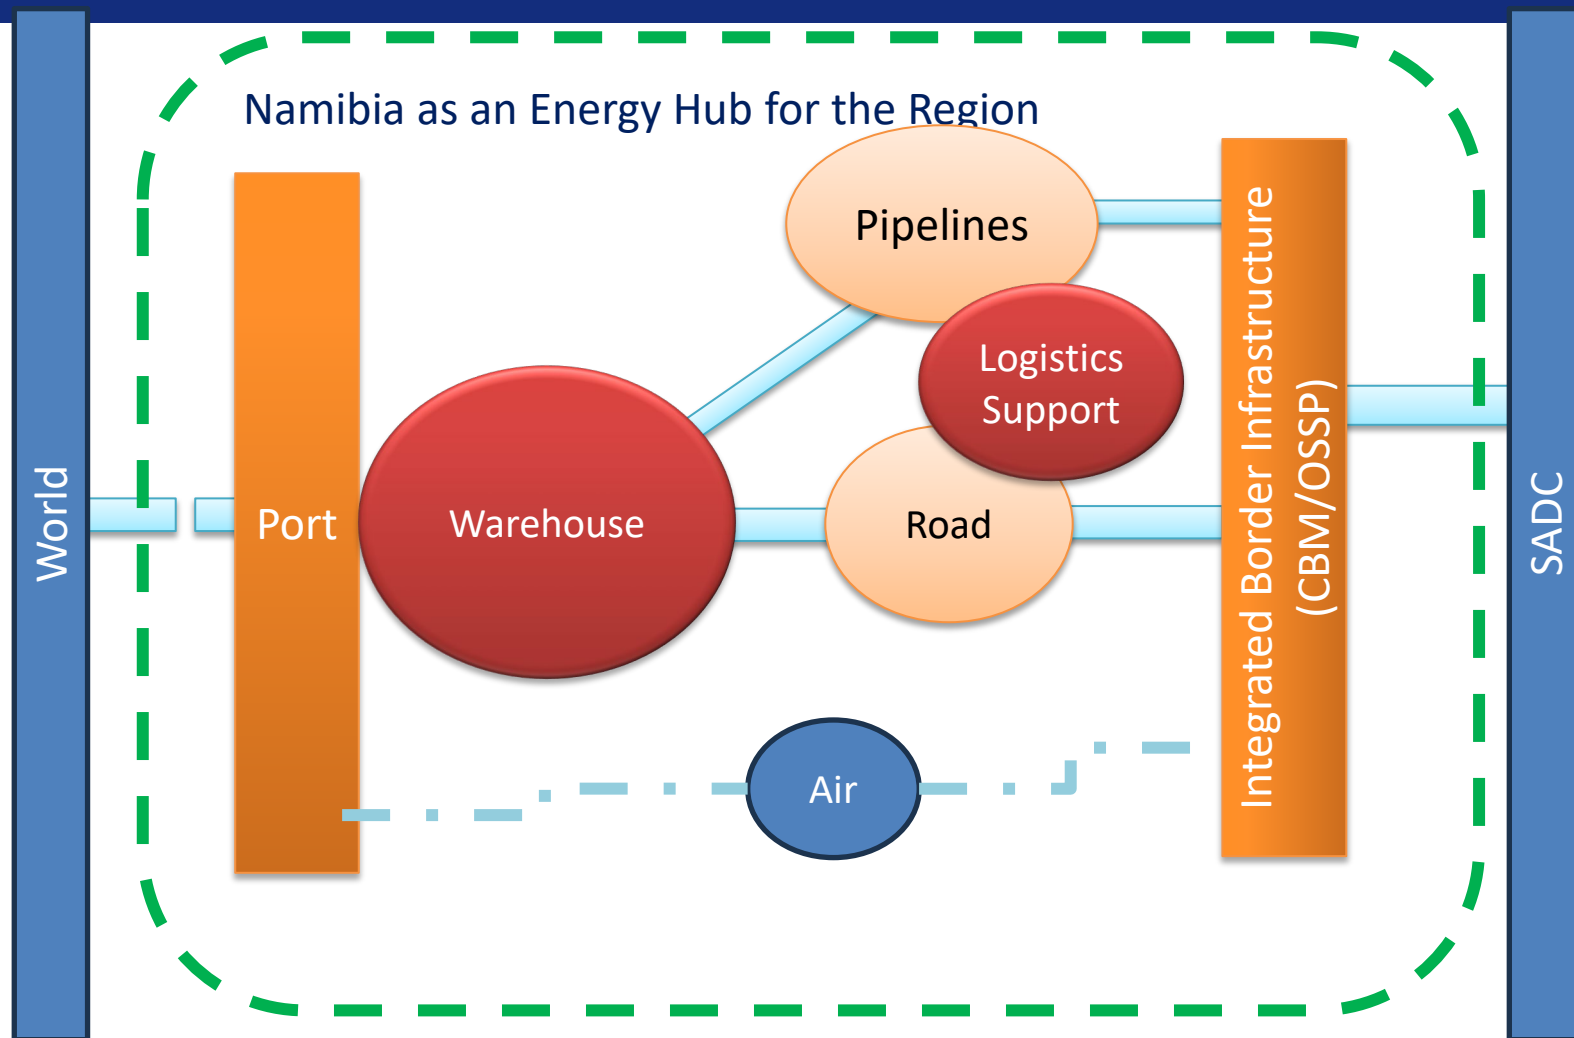 Namibia as an Energy Hub for the Region
World
Port
Warehouse
Pipelines
Logistics
Support
Road
Air
Integrated Border Infrastructure
(CBM/OSSP)
SADC